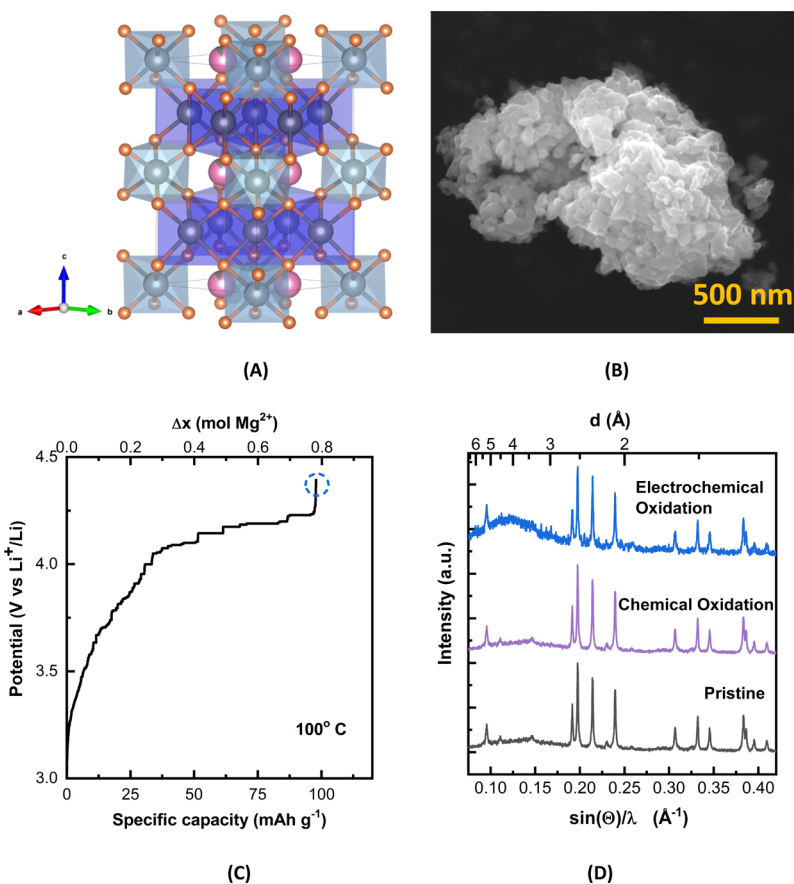 c
a
b
(A)
500 nm
(B)
Δx (mol Mg²⁺)
0.0 0.2 0.4 0.6 0.8
4.5
4.0
3.5
3.0
Potential (V vs Li⁺/Li)
100° C
0 25 50 75 100
Specific capacity (mAh g⁻¹)
(C)
d (Å)
6 5 4 3 2
Electrochemical
Oxidation
Chemical Oxidation
Pristine
Intensity (a.u.)
0.10 0.15 0.20 0.25 0.30 0.35 0.40
sin(Θ)/λ (Å⁻¹)
(D)